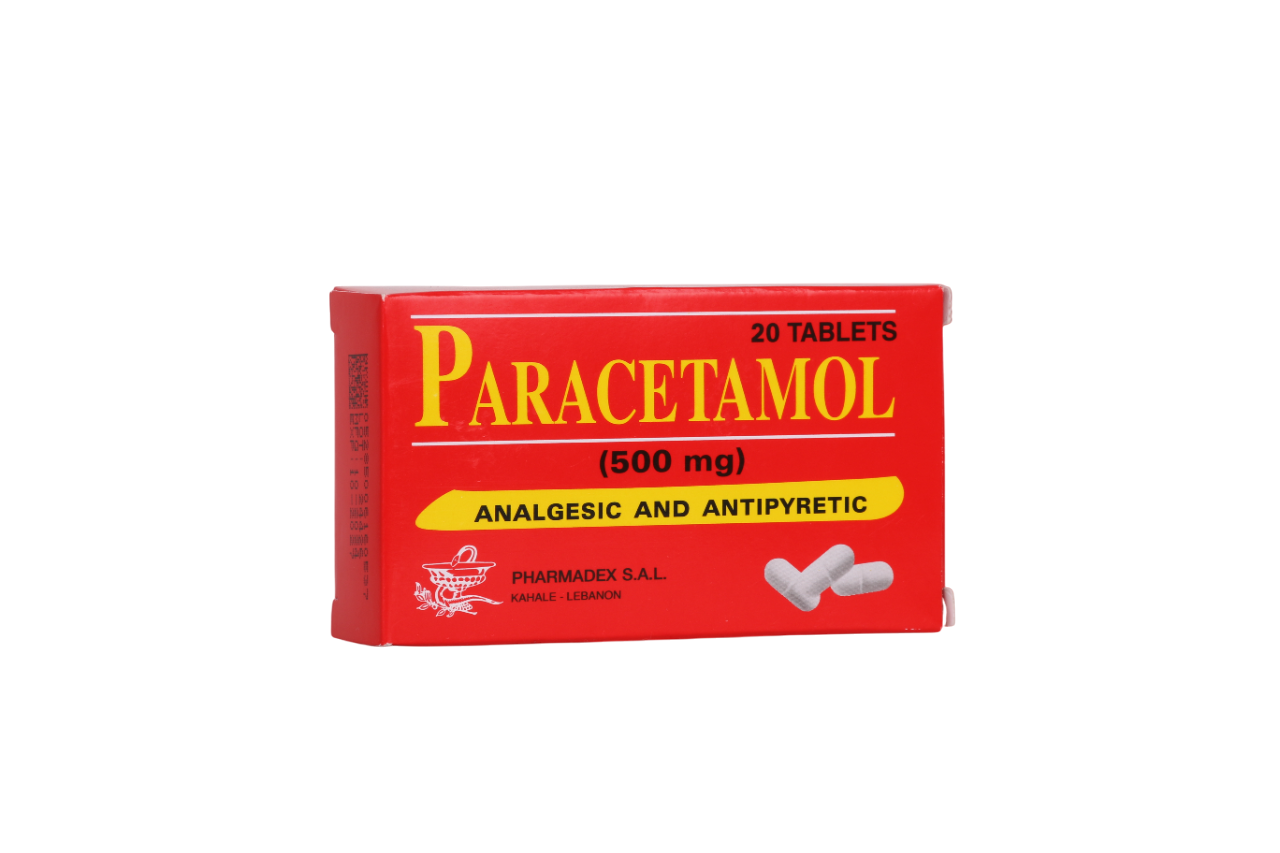 20 TABLETS
PARACETAMOL
(500 mg)
ANALGESIC AND ANTIPYRETIC
PHARMADEX S.A.L.
KAHALE - LEBANON